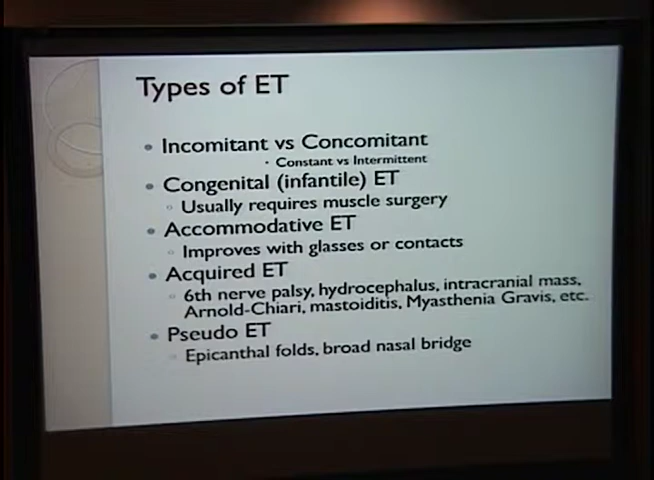 Types of ET
• Incomitant vs Concomitant
• Constant vs Intermittent
• Congenital (infantile) ET
◦ Usually requires muscle surgery
• Accommodative ET
◦ Improves with glasses or contacts
• Acquired ET
◦ 6th nerve palsy, hydrocephalus, intracranial mass,
Arnold-Chiari, mastoiditis, Myasthenia Gravis, etc.
• Pseudo ET
◦ Epicanthal folds, broad nasal bridge